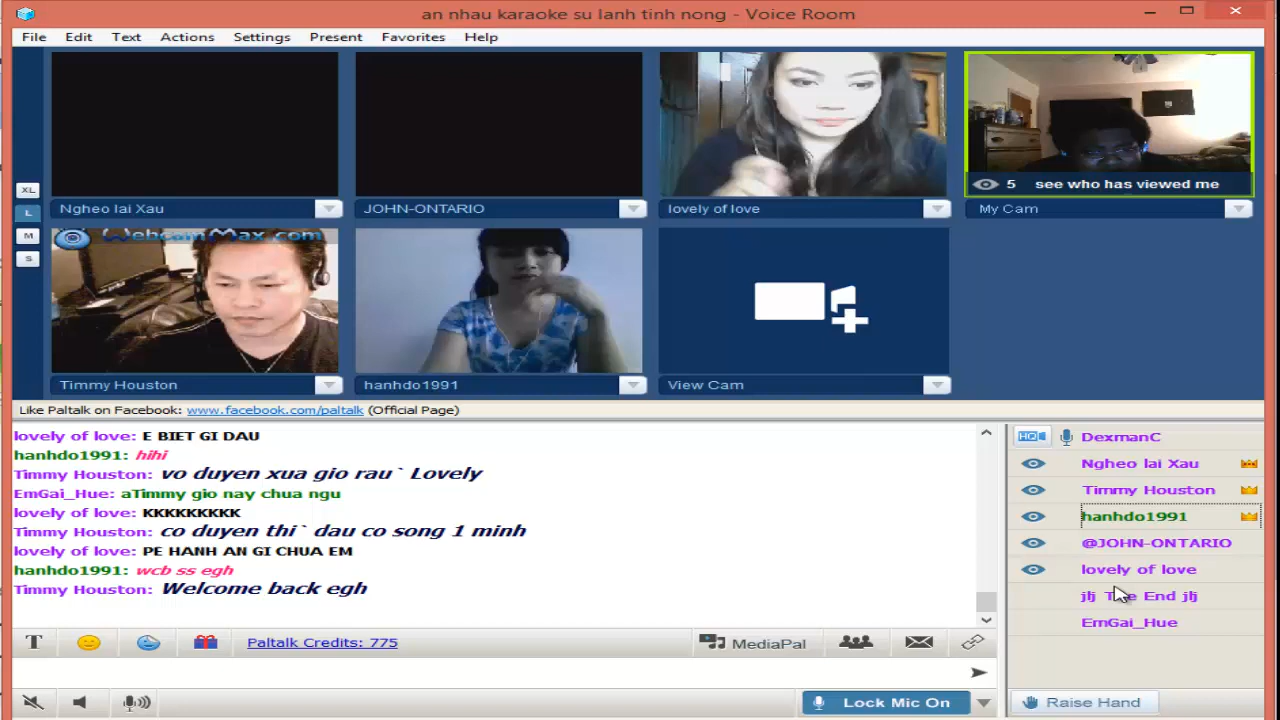 an nhau karaoke su lanh tinh nong - Voice Room
File Edit Text Actions Settings Present Favorites Help
XL
L
M
S
5 see who has viewed me
Ngheo lai Xau
JOHN-ONTARIO
lovely of love
My Cam
WebcamMax.com
Timmy Houston
hanhdo1991
View Cam
Like Paltalk on Facebook: www.facebook.com/paltalk (Official Page)
lovely of love: E BIET GI DAU
hanhdo1991: hihi
Timmy Houston: vo duyen xua gio rau` Lovely
EmGai_Hue: aTimmy gio nay chua ngu
lovely of love: KKKKKKKKK
Timmy Houston: co duyen thi` dau co song 1 minh
lovely of love: PE HANH AN GI CHUA EM
hanhdo1991: wcb ss egh
Timmy Houston: Welcome back egh
HQ DexmanC
Ngheo lai Xau
Timmy Houston
hanhdo1991
@JOHN-ONTARIO
lovely of love
jlj The End jlj
EmGai_Hue
T
Paltalk Credits: 775
MediaPal
Lock Mic On
Raise Hand